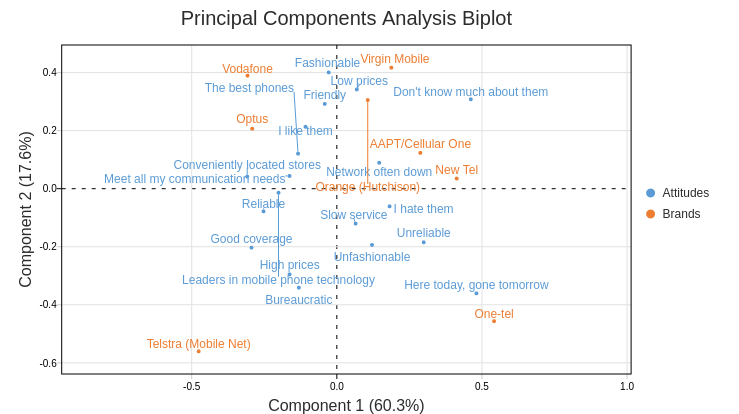 Principal Components Analysis Biplot
Component 2 (17.6%)
0.4
0.2
0.0
-0.2
-0.4
-0.6
Fashionable
Virgin Mobile
Vodafone
Low prices
The best phones
Friendly
Don't know much about them
Optus
I like them
AAPT/Cellular One
Conveniently located stores
Network often down
New Tel
Meet all my communication needs
Orange (Hutchison)
Reliable
Slow service
I hate them
Good coverage
Unreliable
Unfashionable
High prices
Leaders in mobile phone technology
Here today, gone tomorrow
Bureaucratic
One-tel
Telstra (Mobile Net)
-0.5
0.0
0.5
1.0
Component 1 (60.3%)
Attitudes
Brands